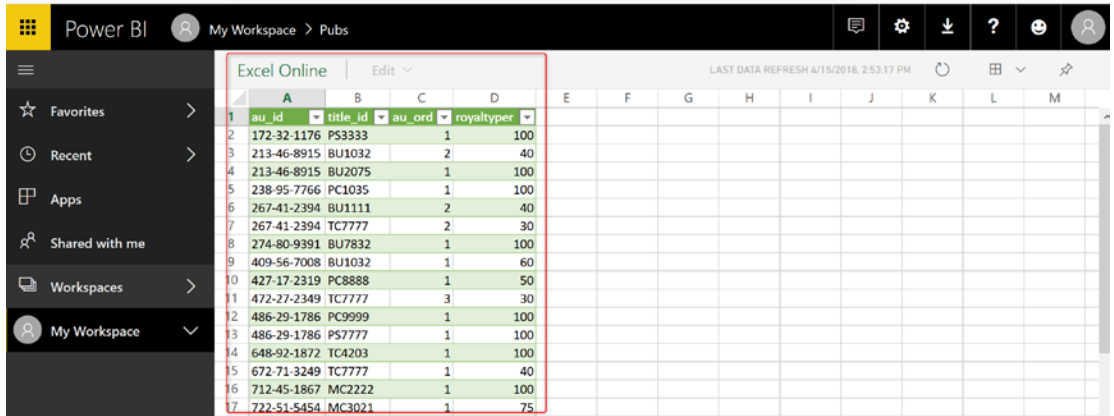 Power BI My Workspace > Pubs ?
Excel Online Edit LAST DATA REFRESH 4/15/2018, 2:53:17 PM
Favorites
Recent
Apps
Shared with me
Workspaces
My Workspace
A B C D E F G H I J K L M
1 au_id title_id au_ord royaltyper
2 172-32-1176 PS3333 1 100
3 213-46-8915 BU1032 2 40
4 213-46-8915 BU2075 1 100
5 238-95-7766 PC1035 1 100
6 267-41-2394 BU1111 2 40
7 267-41-2394 TC7777 2 30
8 274-80-9391 BU7832 1 100
9 409-56-7008 BU1032 1 60
10 427-17-2319 PC8888 1 50
11 472-27-2349 TC7777 3 30
12 486-29-1786 PC9999 1 100
13 486-29-1786 PS7777 1 100
14 648-92-1872 TC4203 1 100
15 672-71-3249 TC7777 1 40
16 712-45-1867 MC2222 1 100
17 722-51-5454 MC3021 1 75